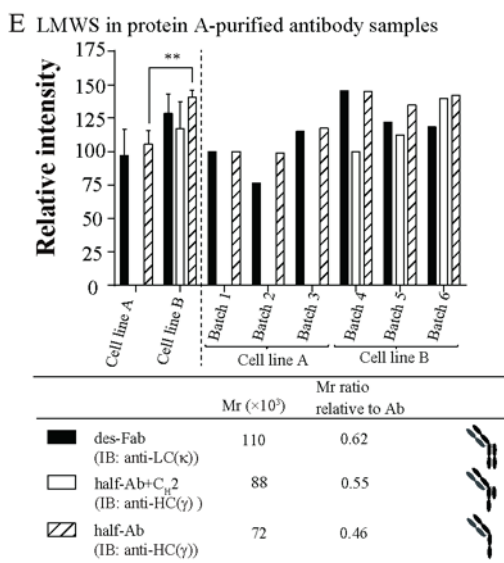 E LMWS in protein A-purified antibody samples
Relative intensity
175
150
125
100
75
50
25
0
**
Cell line A
Cell line B
Batch 1
Batch 2
Batch 3
Batch 4
Batch 5
Batch 6
Cell line A
Cell line B
Mr (×10³)
Mr ratio
relative to Ab
des-Fab 110 0.62
(IB: anti-LC(κ))
half-Ab+C_H2 88 0.55
(IB: anti-HC(γ) )
half-Ab 72 0.46
(IB: anti-HC(γ))